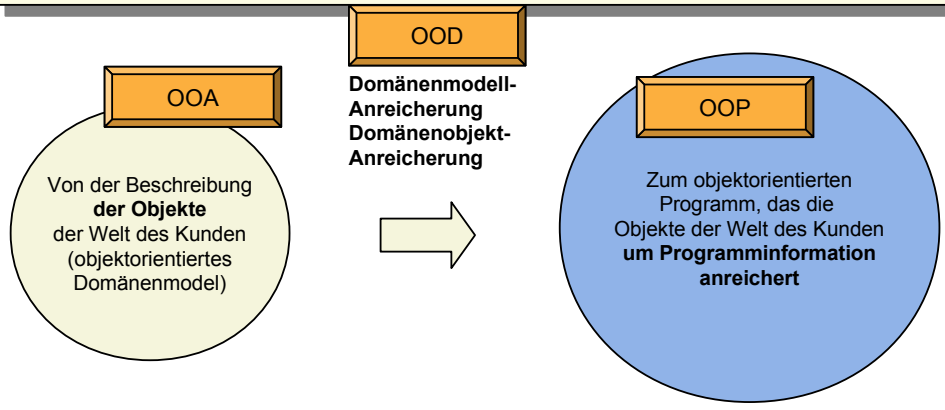 OOD
Domänenmodell-
Anreicherung
Domänenobjekt-
Anreicherung
OOA
Von der Beschreibung
der Objekte
der Welt des Kunden
(objektorientiertes
Domänenmodel)
OOP
Zum objektorientierten
Programm, das die
Objekte der Welt des Kunden
um Programminformation
anreichert